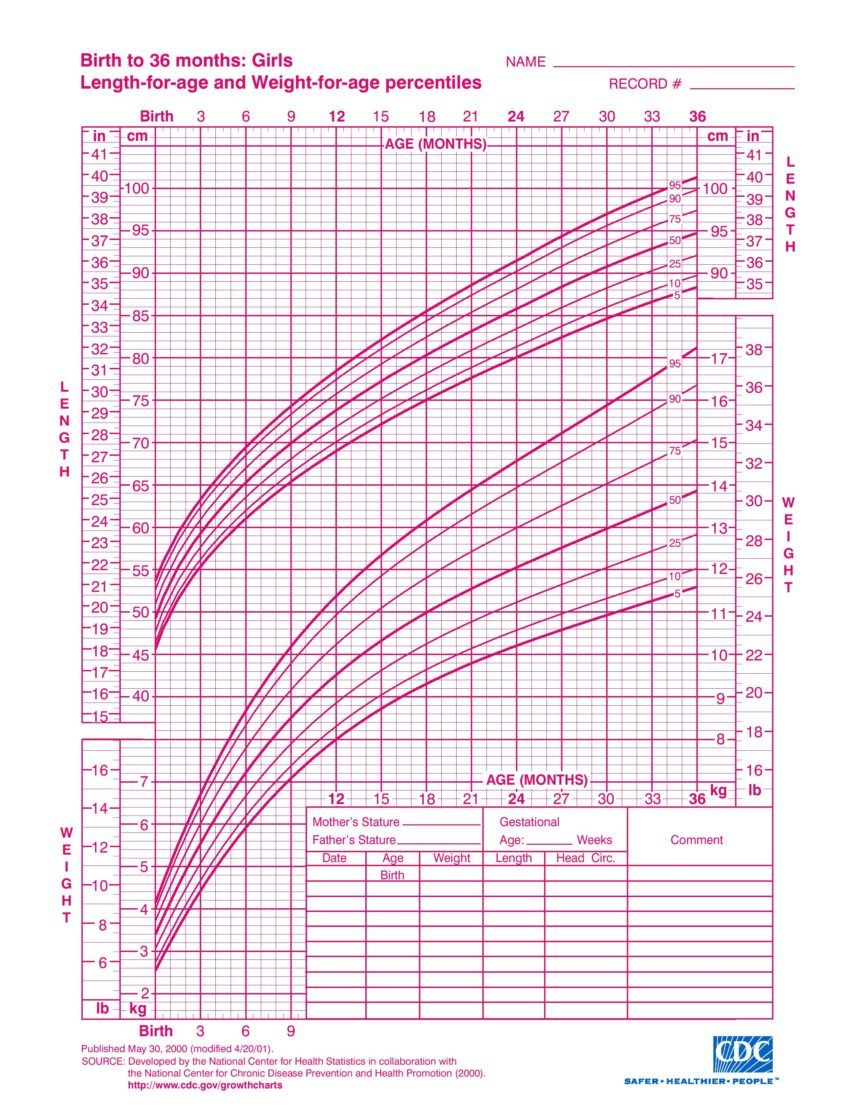 Birth to 36 months: Girls
Length-for-age and Weight-for-age percentiles
NAME
RECORD #
Birth 3 6 9 12 15 18 21 24 27 30 33 36
in cm AGE (MONTHS) cm in
41 41
40 100 95 100 40
39 90 39
38 75 38
37 95 50 95 37
36 25 36
35 90 10 90 35
34 5
33 85
32 80 17 38
31 95
30 75 90 16 36
29
28 70 75 15 34
27 32
26
25 65 50 14 30
24 60 13 28
23 25
22 55 10 12 26
21 5
20 50 11 24
19
18 45 10 22
17
16 40 9 20
15 8 18
LENGTH
LENGTH
WEIGHT
16 7 AGE (MONTHS) kg 16 lb
12 15 18 21 24 27 30 33 36
14 6
12 5
10 4
8 3
6 2
lb kg
WEIGHT
Birth 3 6 9
Mother's Stature Gestational
Father's Stature Age: Weeks Comment
Date Age Weight Length Head Circ.
Birth
Published May 30, 2000 (modified 4/20/01).
SOURCE: Developed by the National Center for Health Statistics in collaboration with
the National Center for Chronic Disease Prevention and Health Promotion (2000).
http://www.cdc.gov/growthcharts
CDC
SAFER • HEALTHIER • PEOPLE™